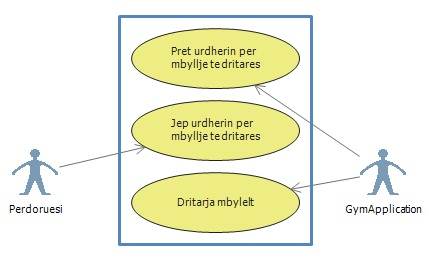 Pret urdherin per
mbyllje te dritares
Jep urdherin per
mbyllje te dritares
Dritarja mbylelt
Perdoruesi
GymApplication